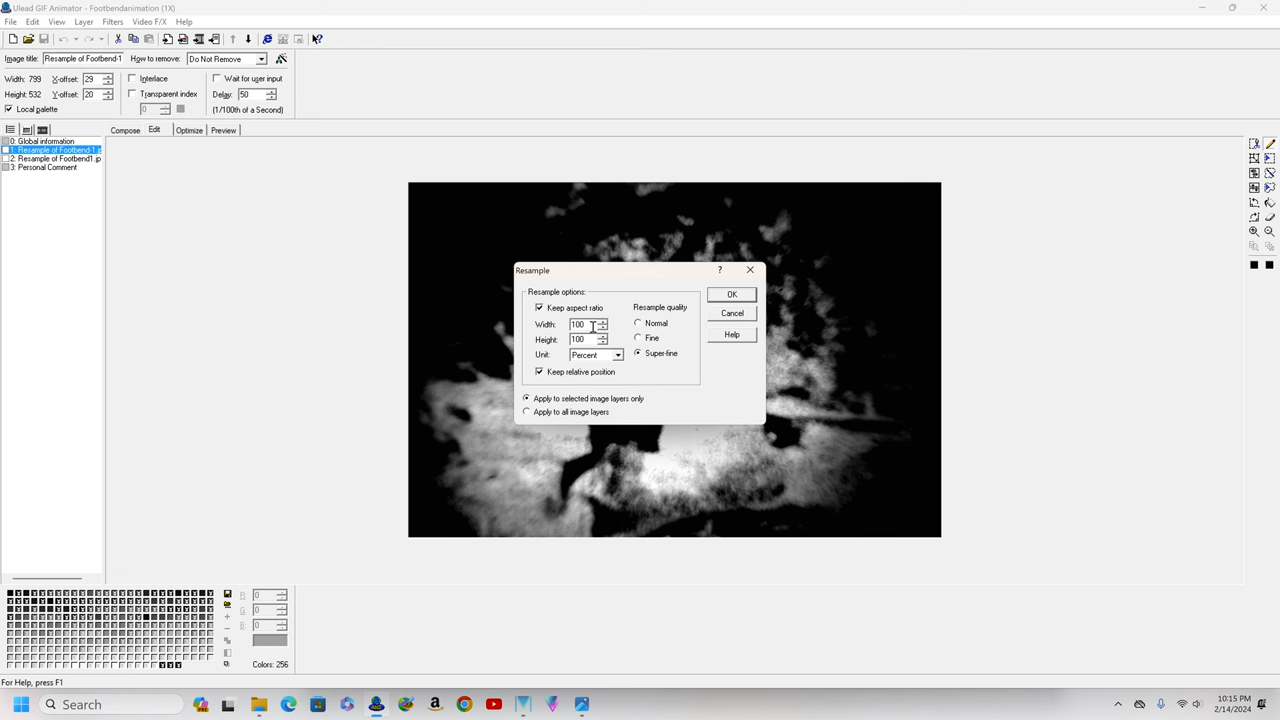 Ulead GIF Animator - Footbendanimation (1X)
File Edit View Layer Filters Video F/X Help
Image title: Resample of Footbend-1 How to remove: Do Not Remove
Width: 799 X-offset: 29 Interlace Wait for user input
Height: 532 Y-offset: 20 Transparent index Delay: 50
Local palette 0 (1/100th of a Second)
Compose Edit Optimize Preview
0: Global information
1: Resample of Footbend-1.jp
2: Resample of Footbend1.jp
3: Personal Comment
Resample
Resample options:
Keep aspect ratio Resample quality
Width: 100 Normal
Height: 100 Fine
Unit: Percent Super-fine
Keep relative position
Apply to selected image layers only
Apply to all image layers
OK
Cancel
Help
R: 0
G: 0
B: 0
Colors: 256
For Help, press F1
Search
10:15 PM
2/14/2024